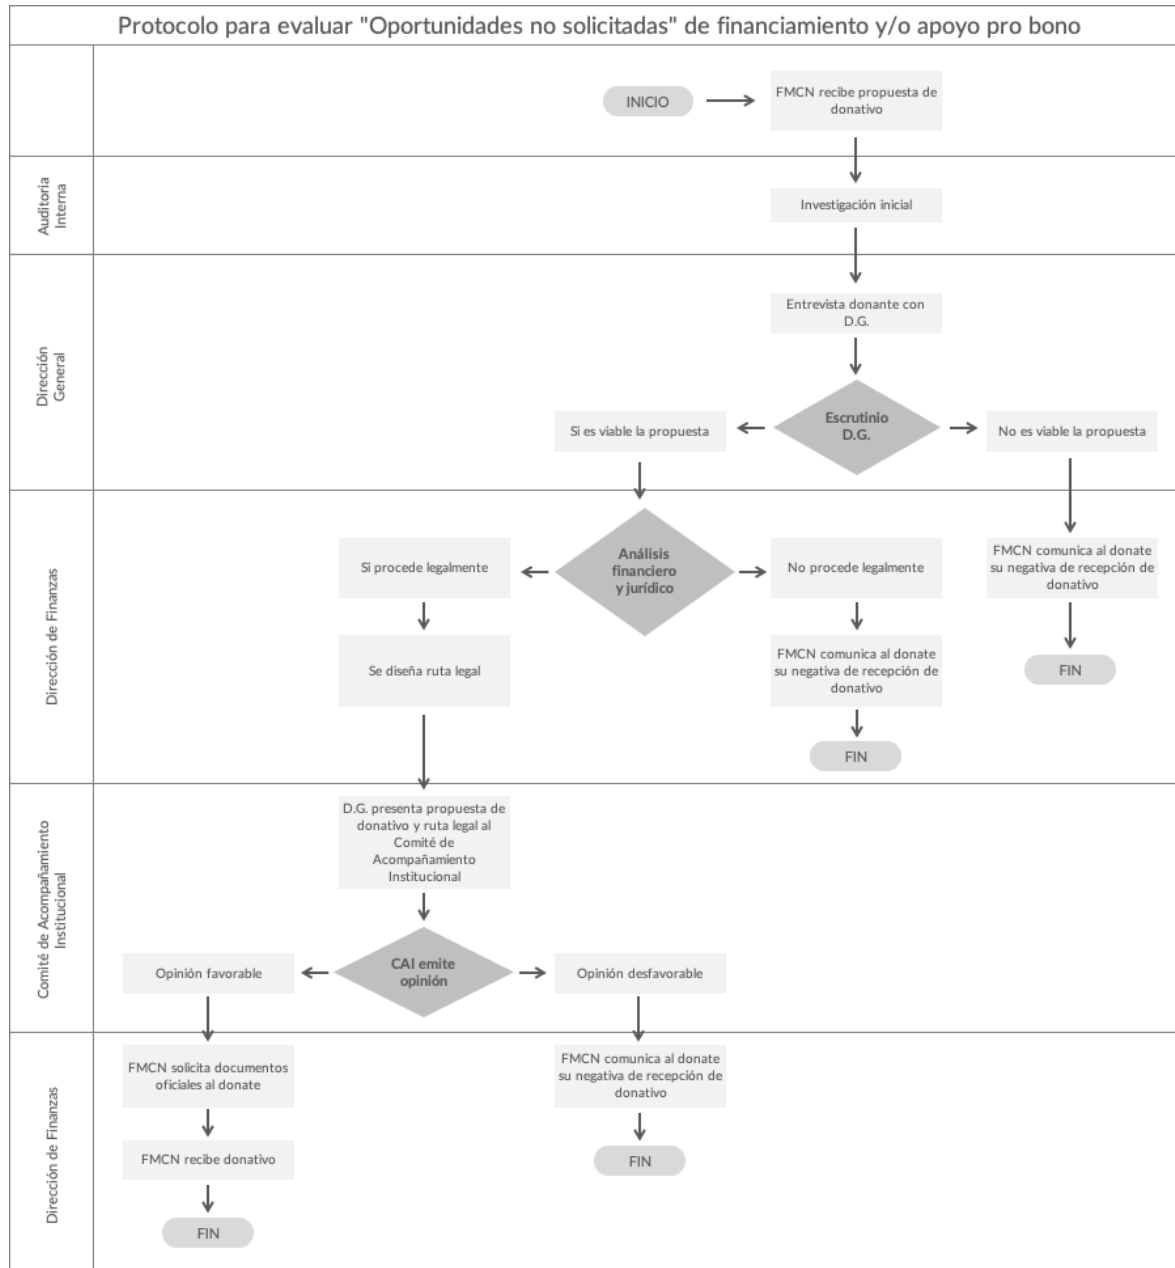 Protocolo para evaluar "Oportunidades no solicitadas" de financiamiento y/o apoyo pro bono
INICIO
FMCN recibe propuesta de
donativo
Auditoria
Interna
Investigación inicial
Dirección
General
Entrevista donante con
D.G.
Escrutinio
D.G.
Si es viable la propuesta
No es viable la propuesta
Dirección de Finanzas
Análisis
financiero
y jurídico
Si procede legalmente
No procede legalmente
FMCN comunica al donate
su negativa de recepción de
donativo
Se diseña ruta legal
FMCN comunica al donate
su negativa de recepción de
donativo
FIN
FIN
Comité de Acompañamiento
Institucional
D.G. presenta propuesta de
donativo y ruta legal al
Comité de
Acompañamiento
Institucional
CAI emite
opinión
Opinión favorable
Opinión desfavorable
Dirección de Finanzas
FMCN solicita documentos
oficiales al donate
FMCN comunica al donate
su negativa de recepción de
donativo
FMCN recibe donativo
FIN
FIN